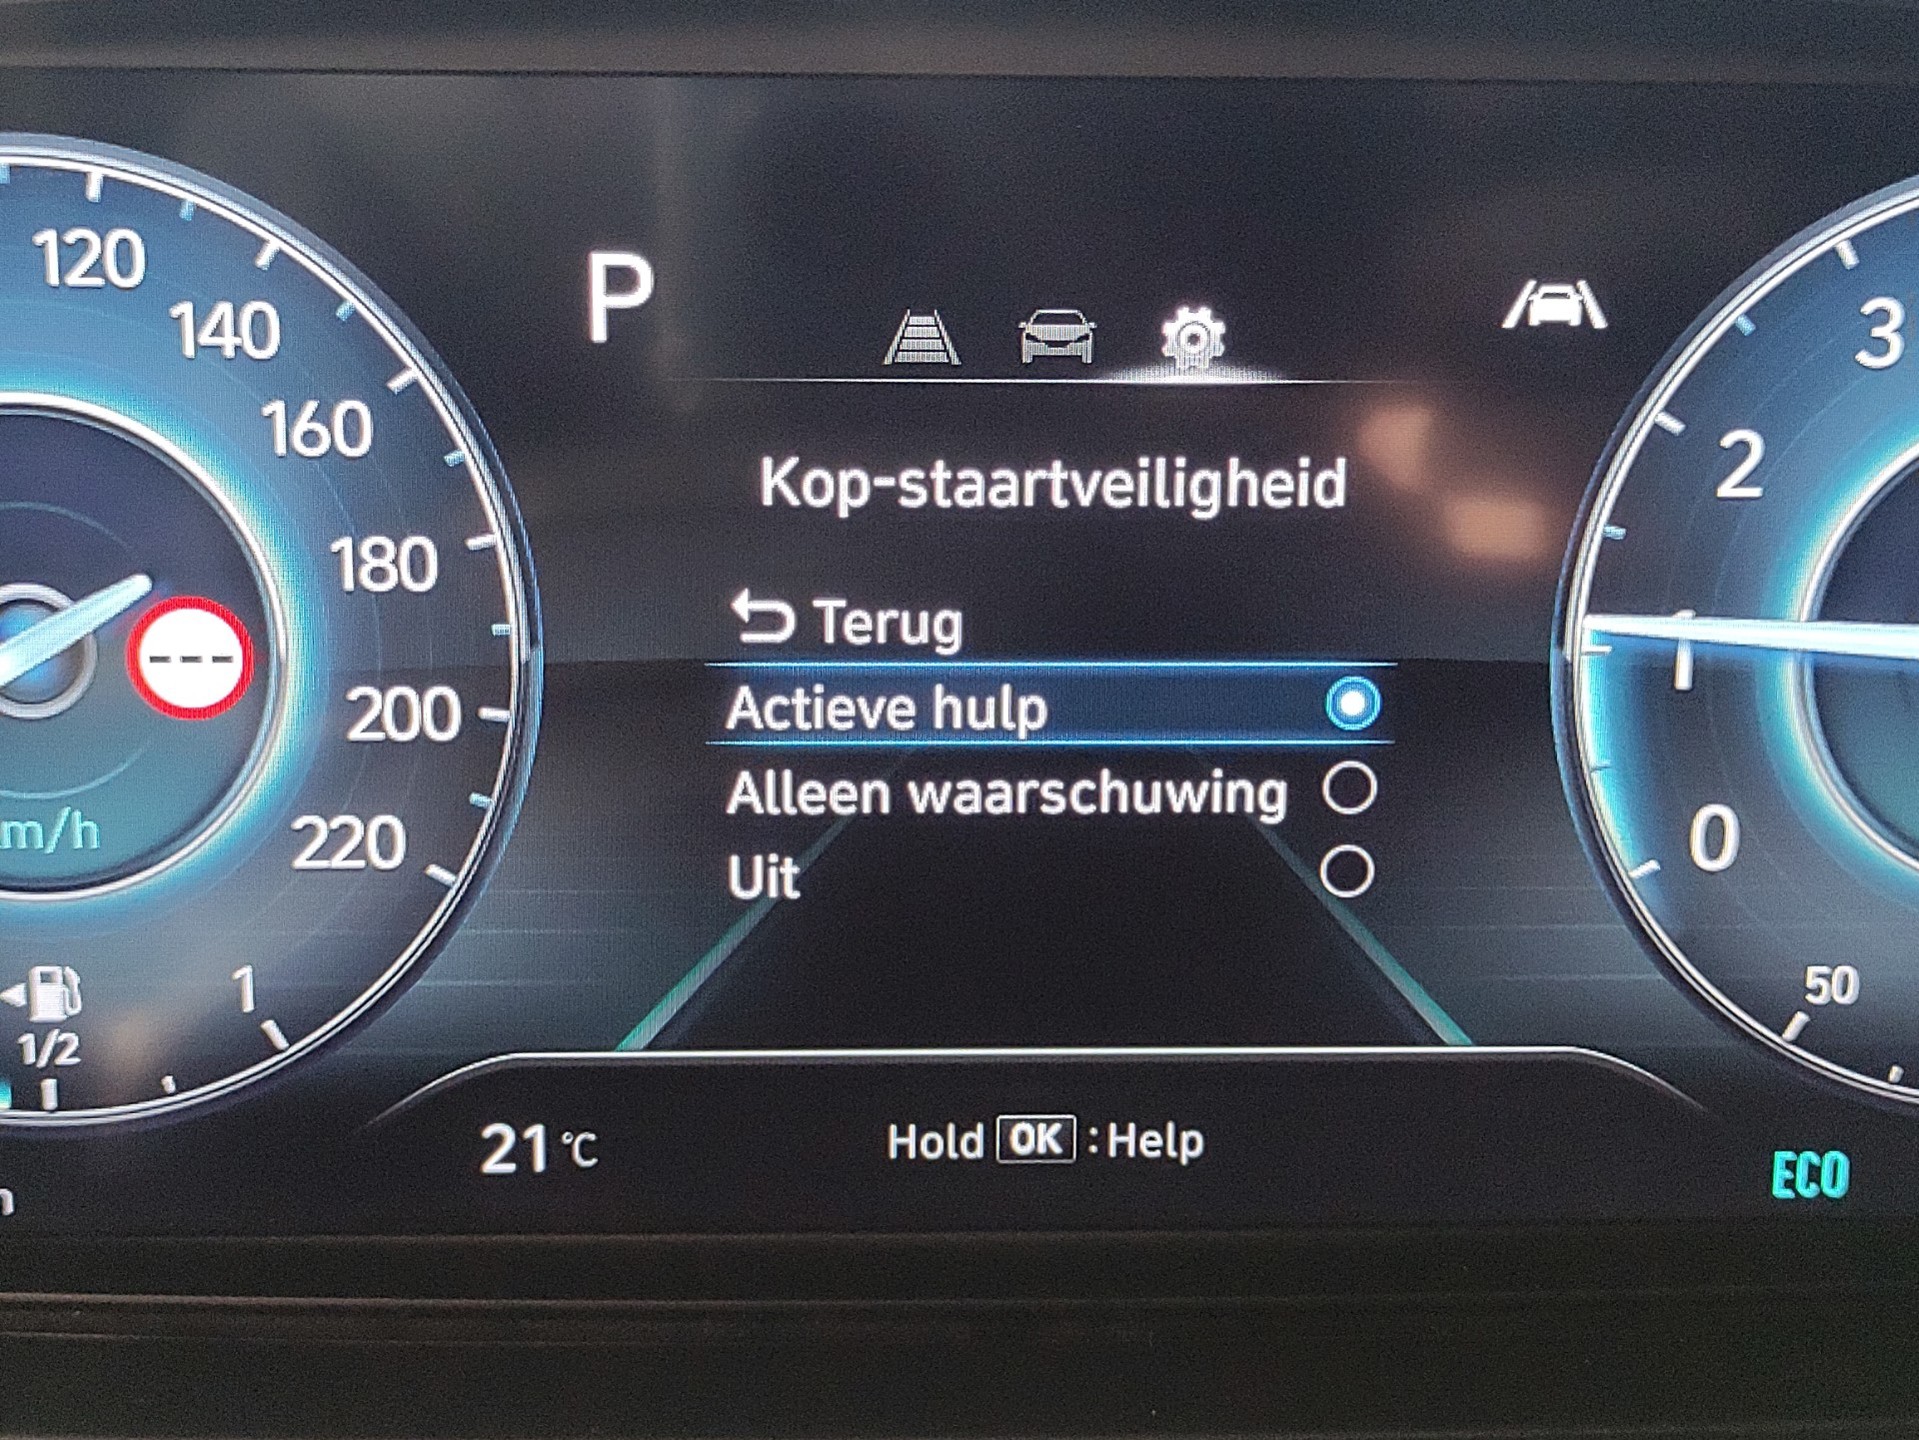 120
140
160
180
200
220
m/h
1
1/2
P
Kop-staartveiligheid
Terug
Actieve hulp
Alleen waarschuwing
Uit
21 °C
Hold OK : Help
3
2
1
0
50
ECO